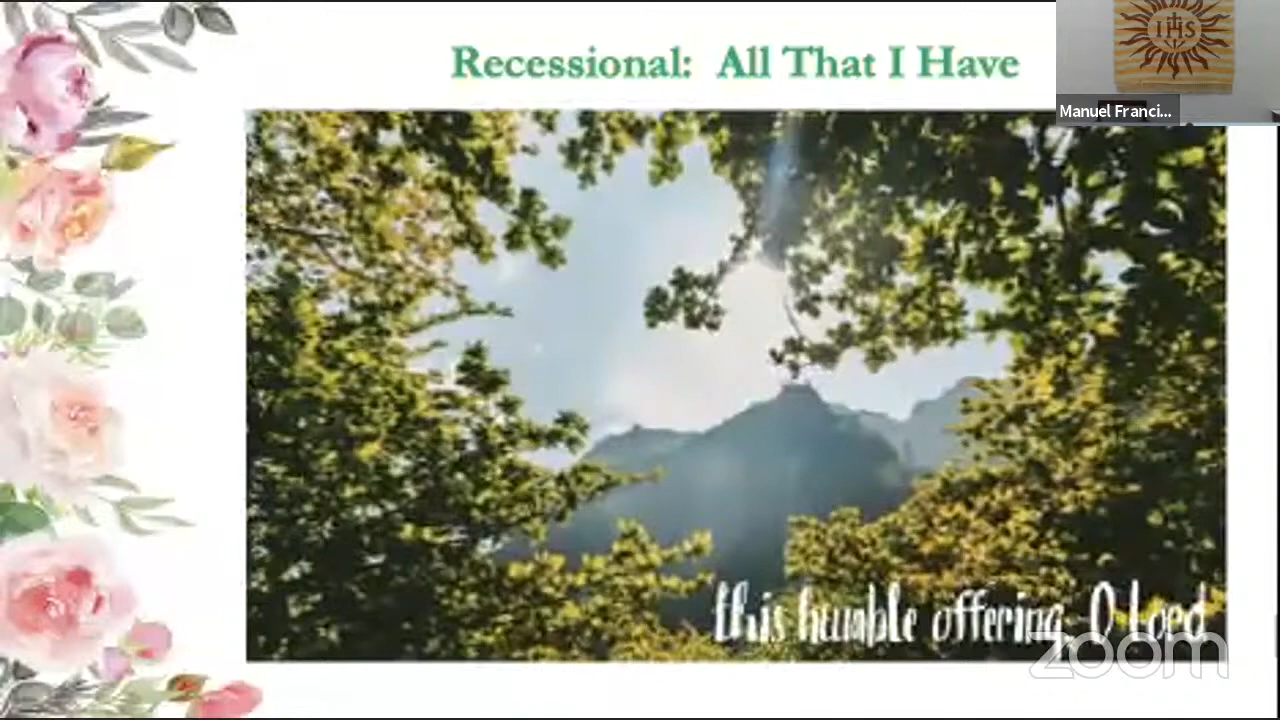 Recessional: All That I Have
IHS
Manuel Franci...
this humble offering, O Lord
zoom